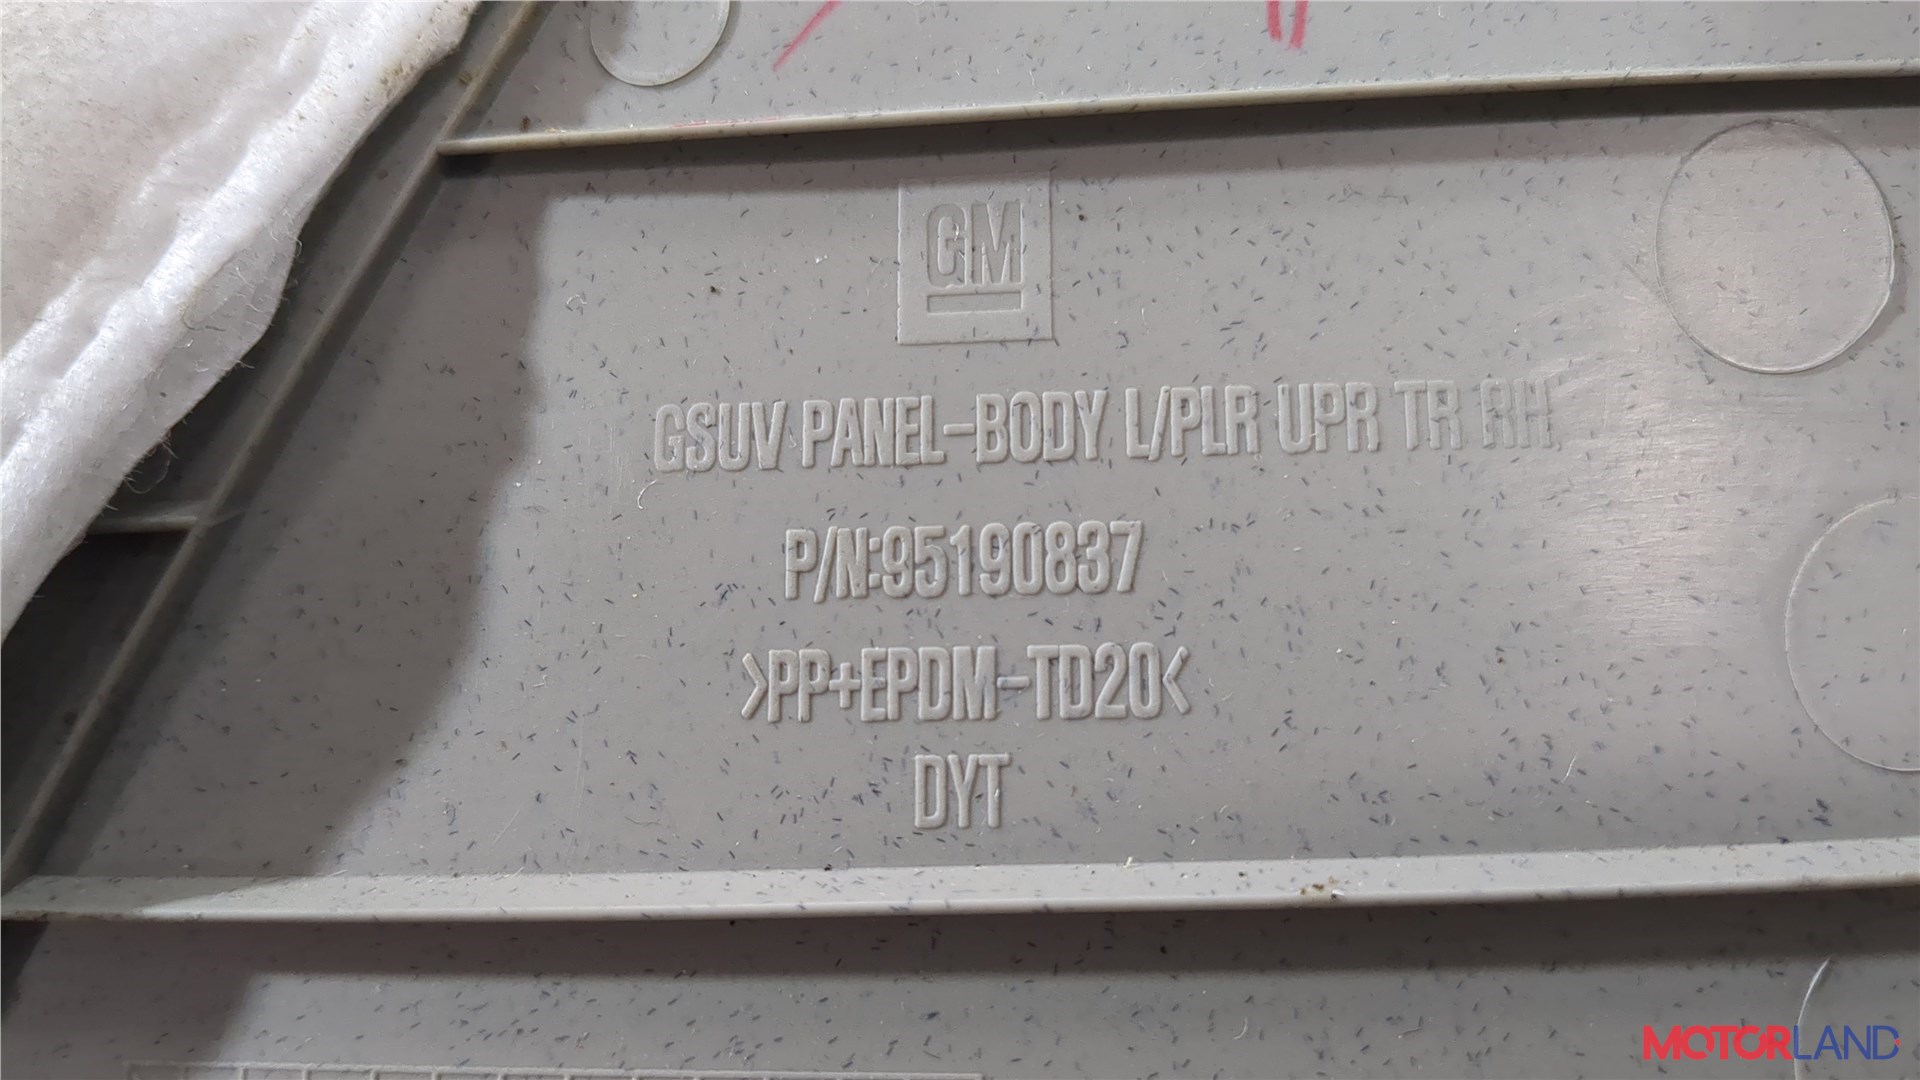 GM
GSUV PANEL-BODY L/PLR UPR TR RH
P/N:95190837
>PP+EPDM-TD20<
DYT
MOTORLAND